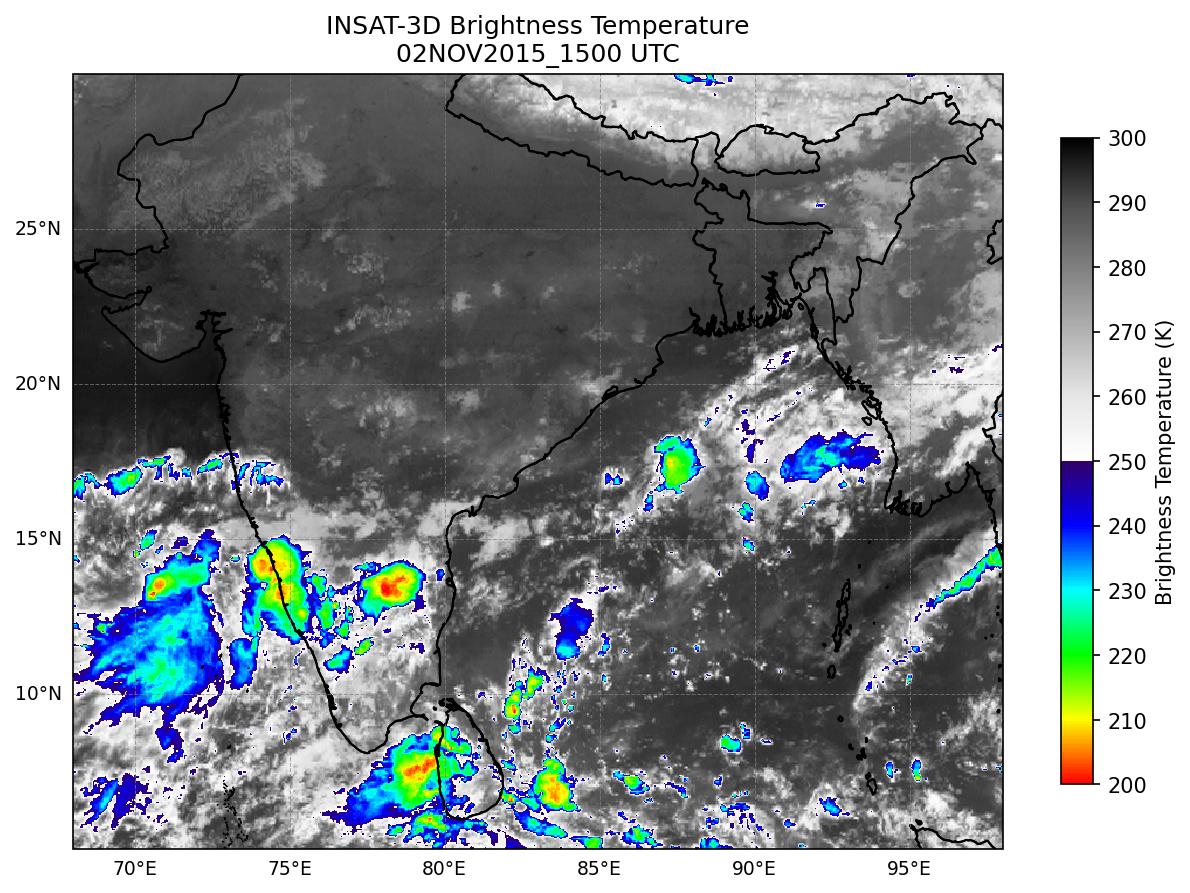 INSAT-3D Brightness Temperature
02NOV2015_1500 UTC
25°N
20°N
15°N
10°N
70°E
75°E
80°E
85°E
90°E
95°E
300
290
280
270
260
250
240
230
220
210
200
Brightness Temperature (K)